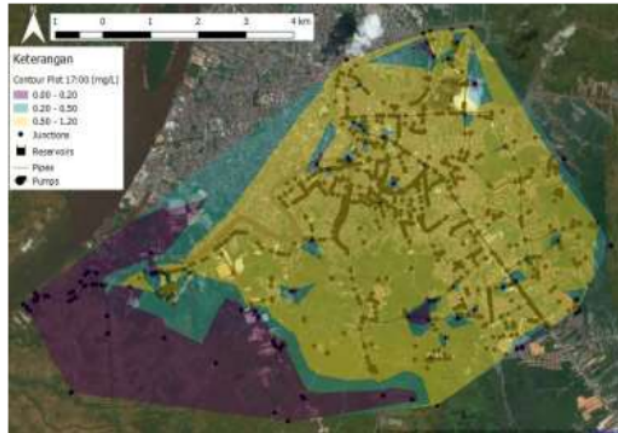 1 0 1 2 3 4 km
N
Keterangan
Contour Plot 17:00 (mg/L)
0.00 - 0.20
0.20 - 0.50
0.50 - 1.20
Junctions
Reservoirs
Pipes
Pumps